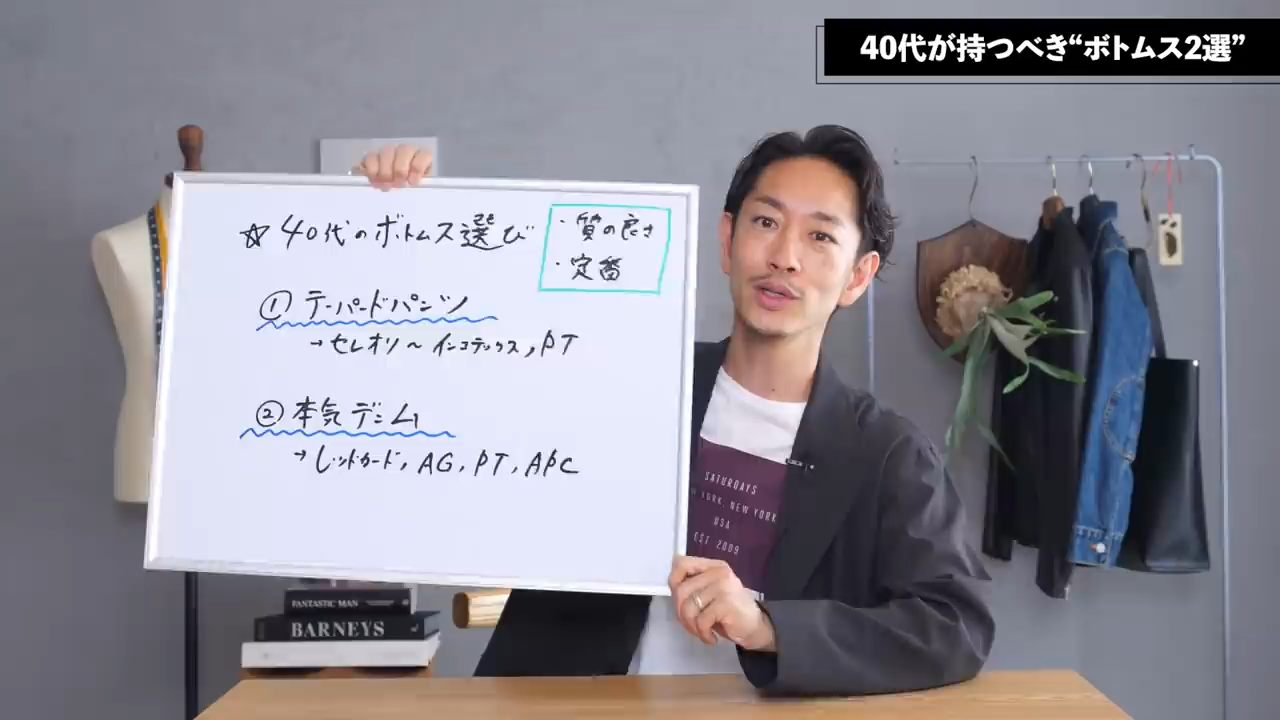 40代が持つべき“ボトムス2選”
☆40代のボトムス選び
・質の良さ
・定番
① テーパードパンツ
→セレオリ～インコテックス, PT
② 本気デニム
→レッドカード, AG, PT, APC
SATURDAYS
YORK, NEW YORK
USA
EST 2009
FANTASTIC MAN
BARNEYS